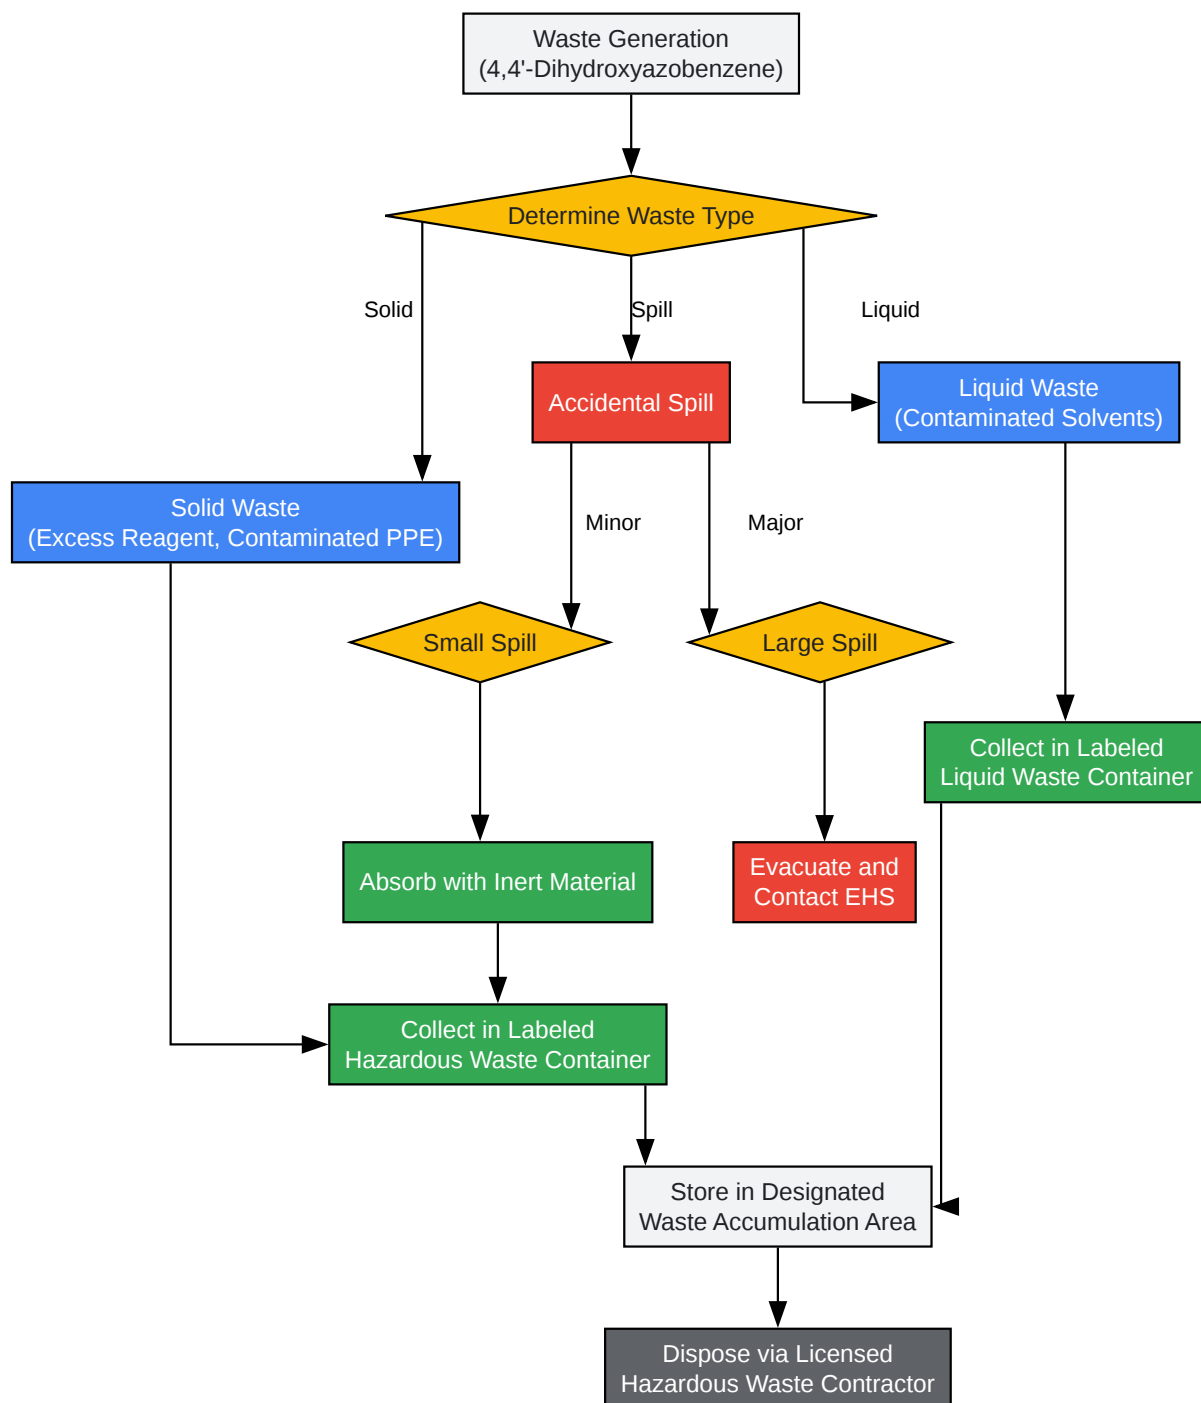 Waste Generation
(4,4'-Dihydroxyazobenzene)
Determine Waste Type
Solid
Spill
Liquid
Accidental Spill
Liquid Waste
(Contaminated Solvents)
Solid Waste
(Excess Reagent, Contaminated PPE)
Minor
Major
Small Spill
Large Spill
Collect in Labeled
Liquid Waste Container
Absorb with Inert Material
Evacuate and
Contact EHS
Collect in Labeled
Hazardous Waste Container
Store in Designated
Waste Accumulation Area
Dispose via Licensed
Hazardous Waste Contractor